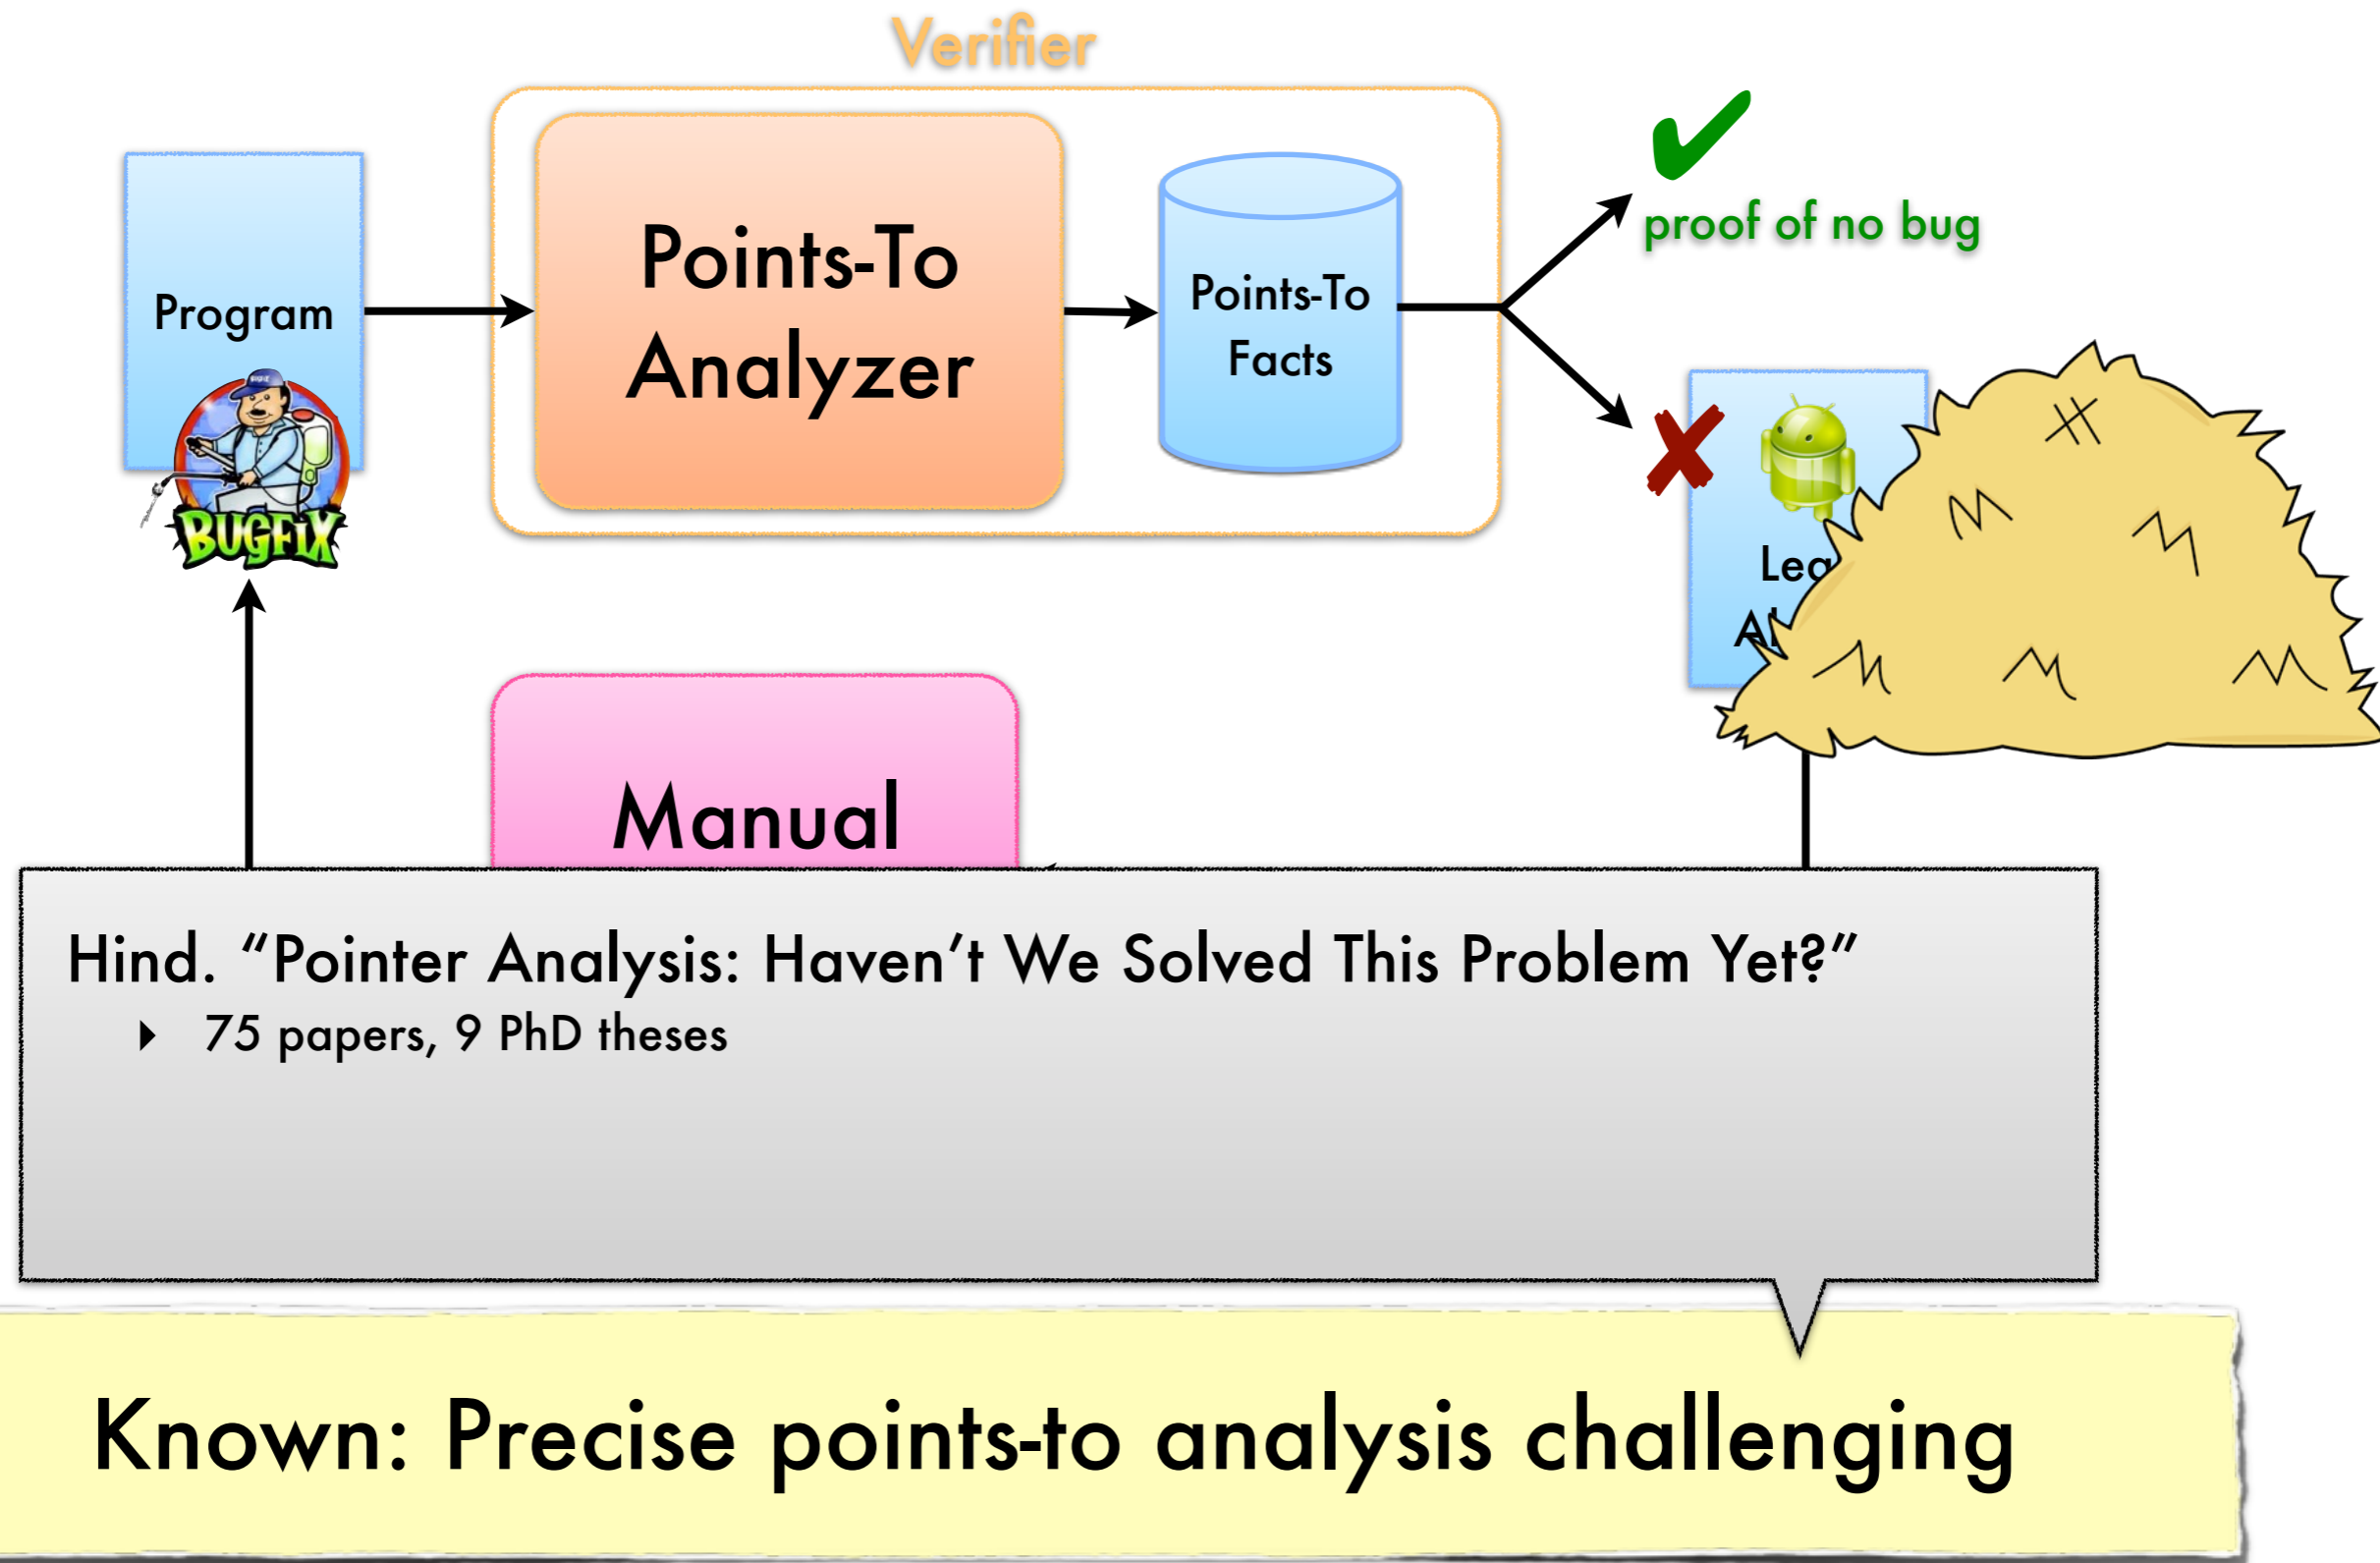 Verifier
Program
BUGFIX
Points-To
Analyzer
Points-To
Facts
proof of no bug
Manual
Hind. “Pointer Analysis: Haven’t We Solved This Problem Yet?”
‣ 75 papers, 9 PhD theses
Known: Precise points-to analysis challenging